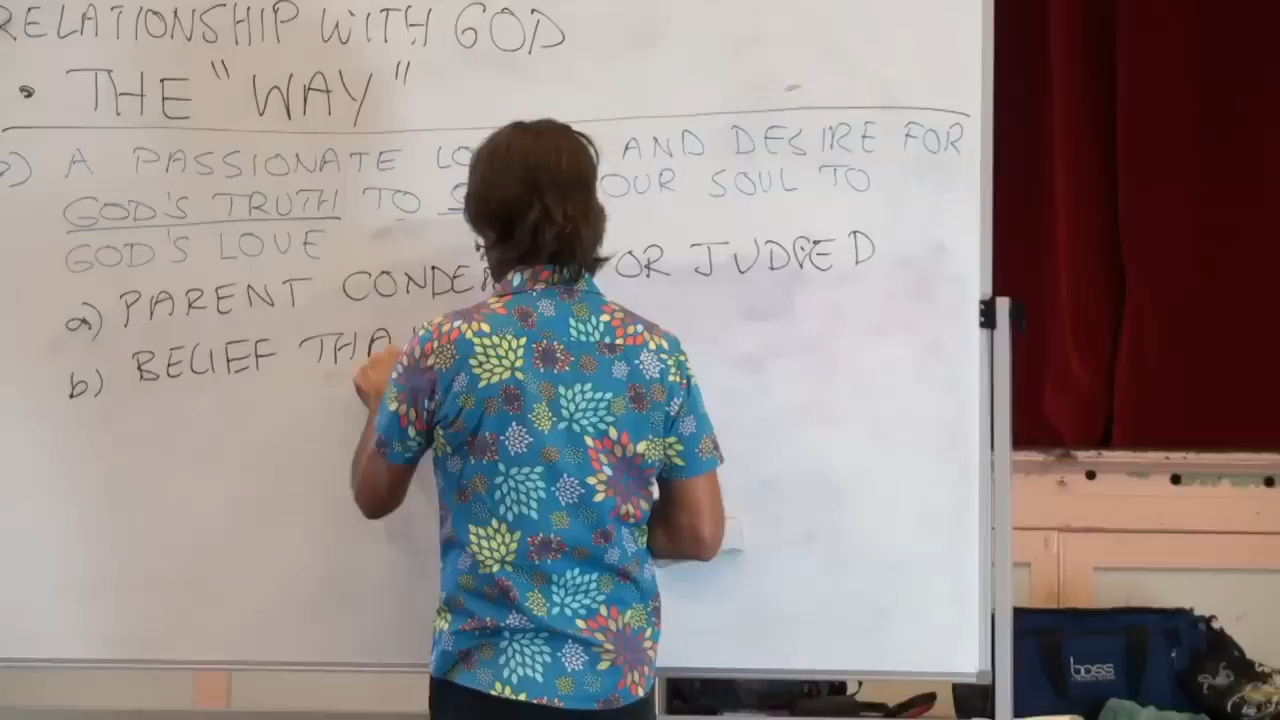 RELATIONSHIP WITH GOD
• THE "WAY"
A PASSIONATE AND DESIRE FOR
GOD'S TRUTH TO OUR SOUL TO
GOD'S LOVE
a) PARENT OR JUDGED
b) BELIEF
boss